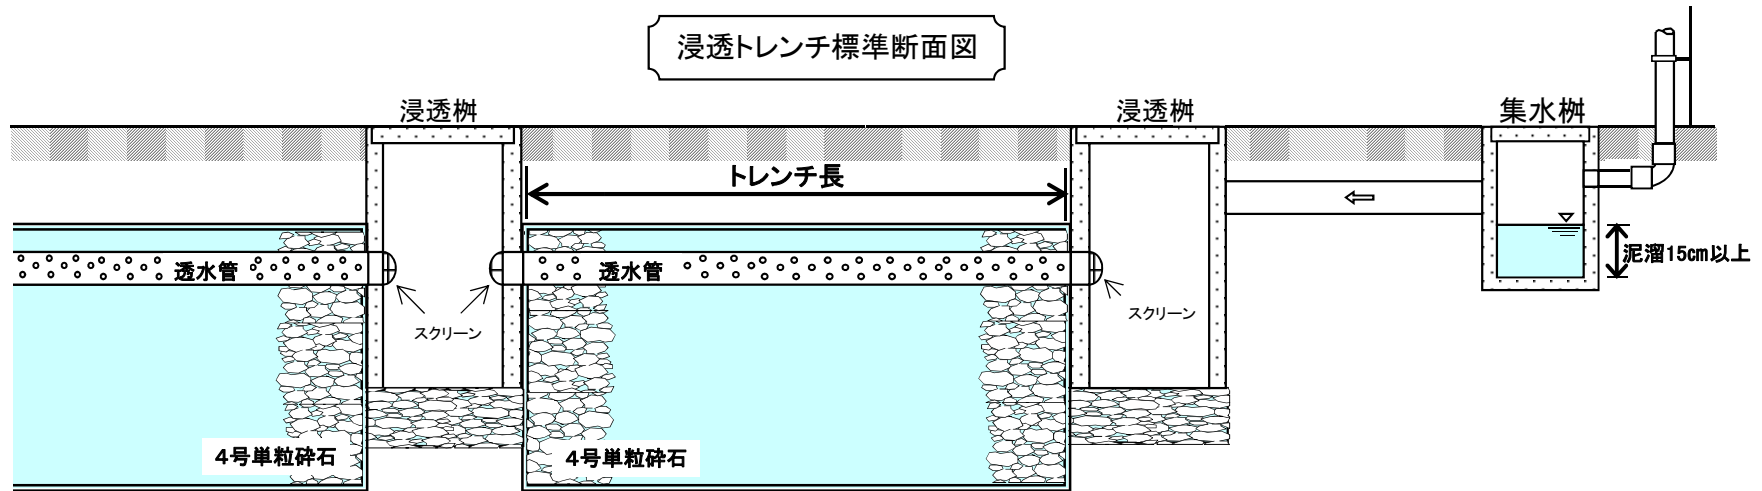 浸透トレンチ標準断面図
浸透桝
浸透桝
集水桝
トレンチ長
透水管
透水管
泥溜15㎝以上
スクリーン
スクリーン
4号単粒砕石
4号単粒砕石